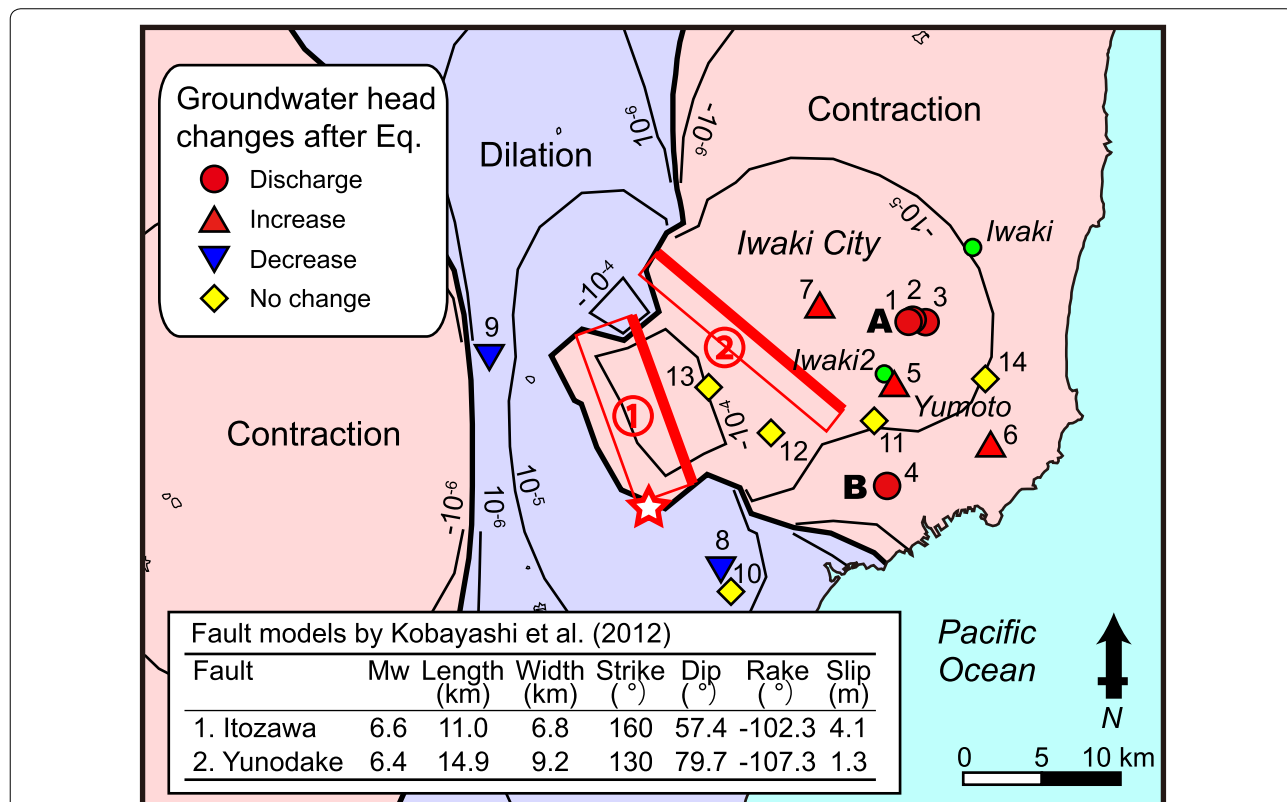 Groundwater head
changes after Eq.
Discharge
Increase
Decrease
No change
Dilation
Contraction
Contraction
10-6
-10-6
-10-5
-10-4
-10-4
-10-6
10-6
10-5
Iwaki City
Iwaki
Iwaki2
Yumoto
A
B
1
2
3
4
5
6
7
8
9
10
11
12
13
14
①
②
Pacific
Ocean
N
0 5 10 km
Fault models by Kobayashi et al. (2012)
Fault Mw Length (km) Width (km) Strike (°) Dip (°) Rake (°) Slip (m)
1. Itozawa 6.6 11.0 6.8 160 57.4 -102.3 4.1
2. Yunodake 6.4 14.9 9.2 130 79.7 -107.3 1.3